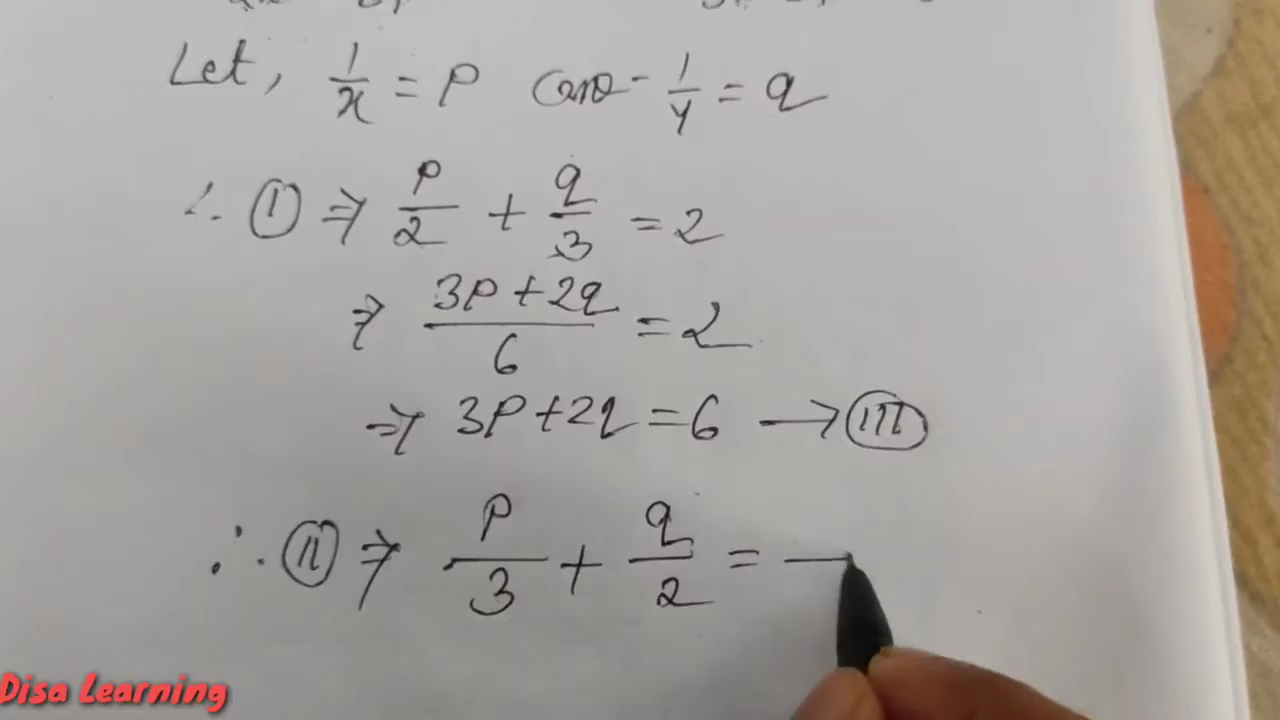 Let, 1/x = P and 1/y = q
∴ (I) ⇒ P/2 + q/3 = 2
⇒ 3P+2q/6 = 2
⇒ 3P+2q = 6 → (III)
∴ (II) ⇒ P/3 + q/2 = —
Disa Learning